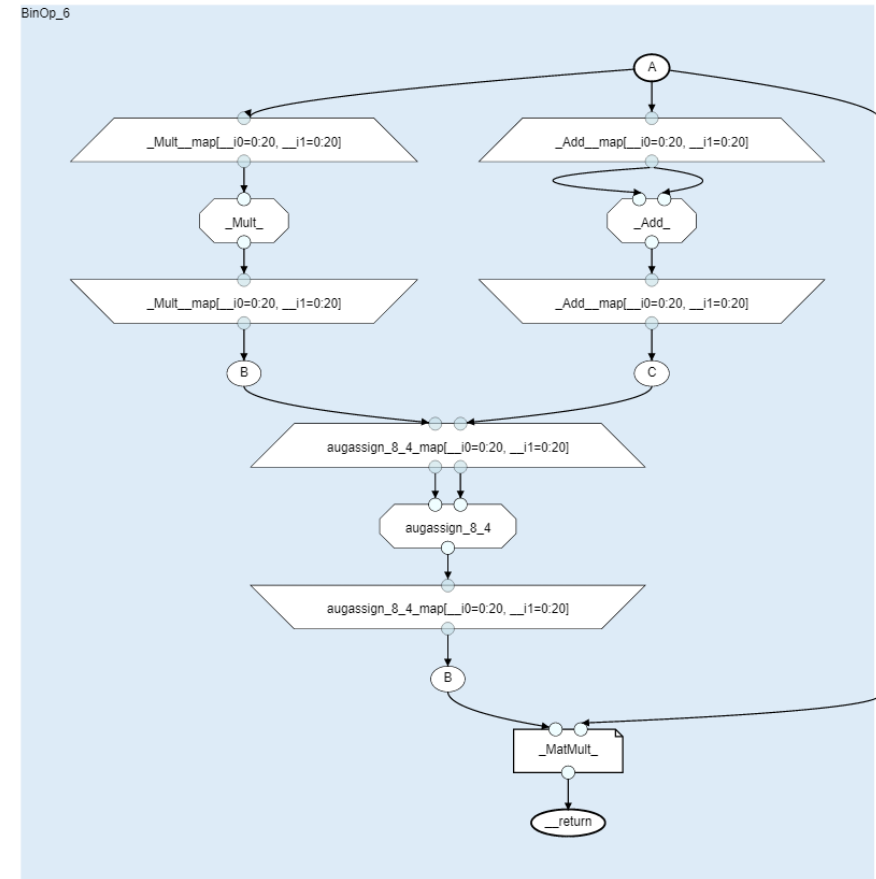 BinOp_6
A
_Mult__map[__i0=0:20, __i1=0:20]
_Add__map[__i0=0:20, __i1=0:20]
_Mult_
_Add_
_Mult__map[__i0=0:20, __i1=0:20]
_Add__map[__i0=0:20, __i1=0:20]
B
C
augassign_8_4_map[__i0=0:20, __i1=0:20]
augassign_8_4
augassign_8_4_map[__i0=0:20, __i1=0:20]
B
_MatMult_
__return